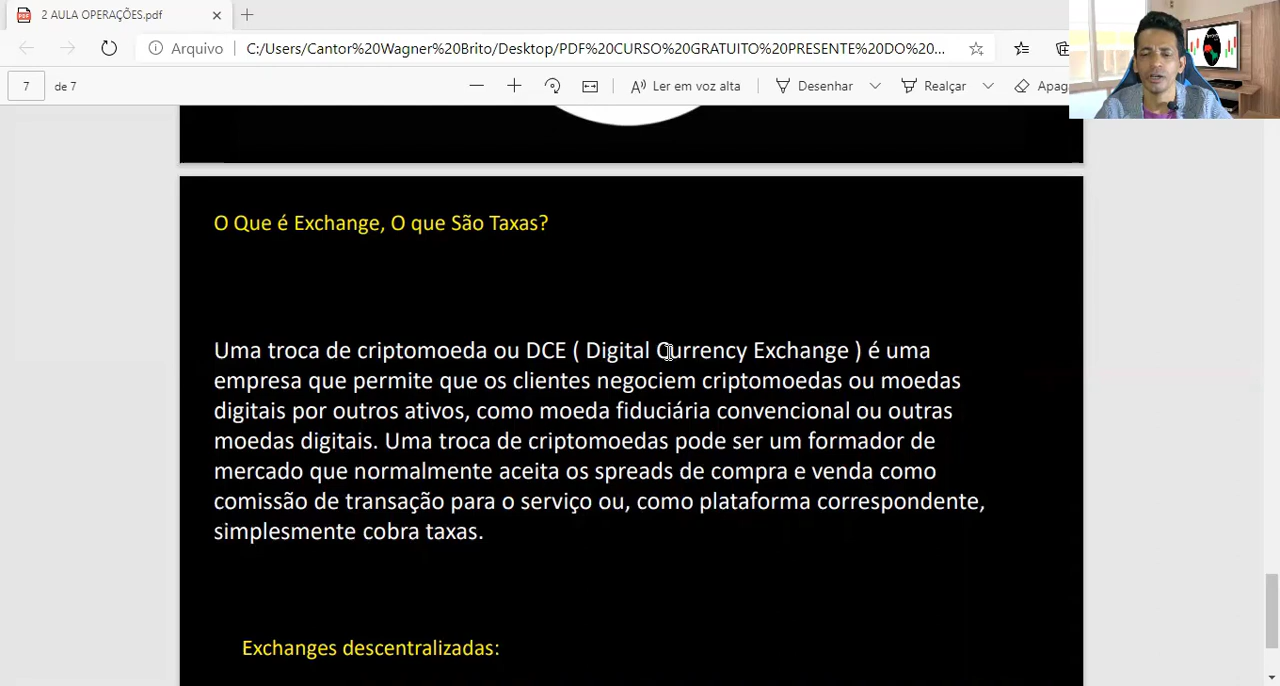 2 AULA OPERAÇÕES.pdf
Arquivo
C:/Users/Cantor%20Wagner%20Brito/Desktop/PDF%20CURSO%20GRATUITO%20PRESENTE%20DO%20...
7 de 7
Ler em voz alta
Desenhar
Realçar
Apag
O Que é Exchange, O que São Taxas?
Uma troca de criptomoeda ou DCE ( Digital Currency Exchange ) é uma
empresa que permite que os clientes negociem criptomoedas ou moedas
digitais por outros ativos, como moeda fiduciária convencional ou outras
moedas digitais. Uma troca de criptomoedas pode ser um formador de
mercado que normalmente aceita os spreads de compra e venda como
comissão de transação para o serviço ou, como plataforma correspondente,
simplesmente cobra taxas.
Exchanges descentralizadas: